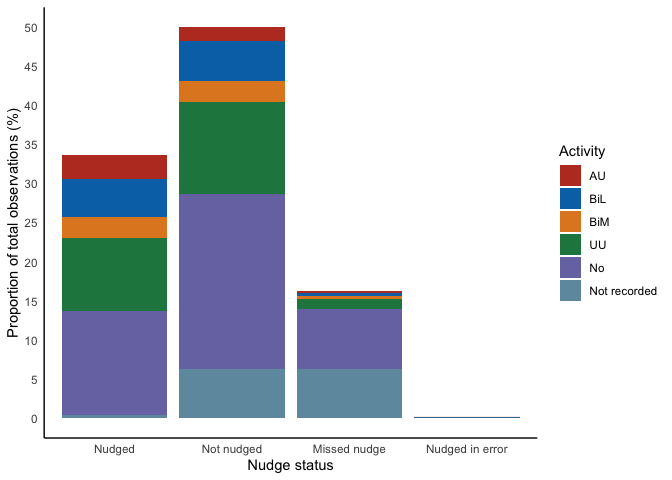 Proportion of total observations (%)
50
45
40
35
30
25
20
15
10
5
0
Nudged
Not nudged
Missed nudge
Nudged in error
Nudge status
Activity
AU
BiL
BiM
UU
No
Not recorded